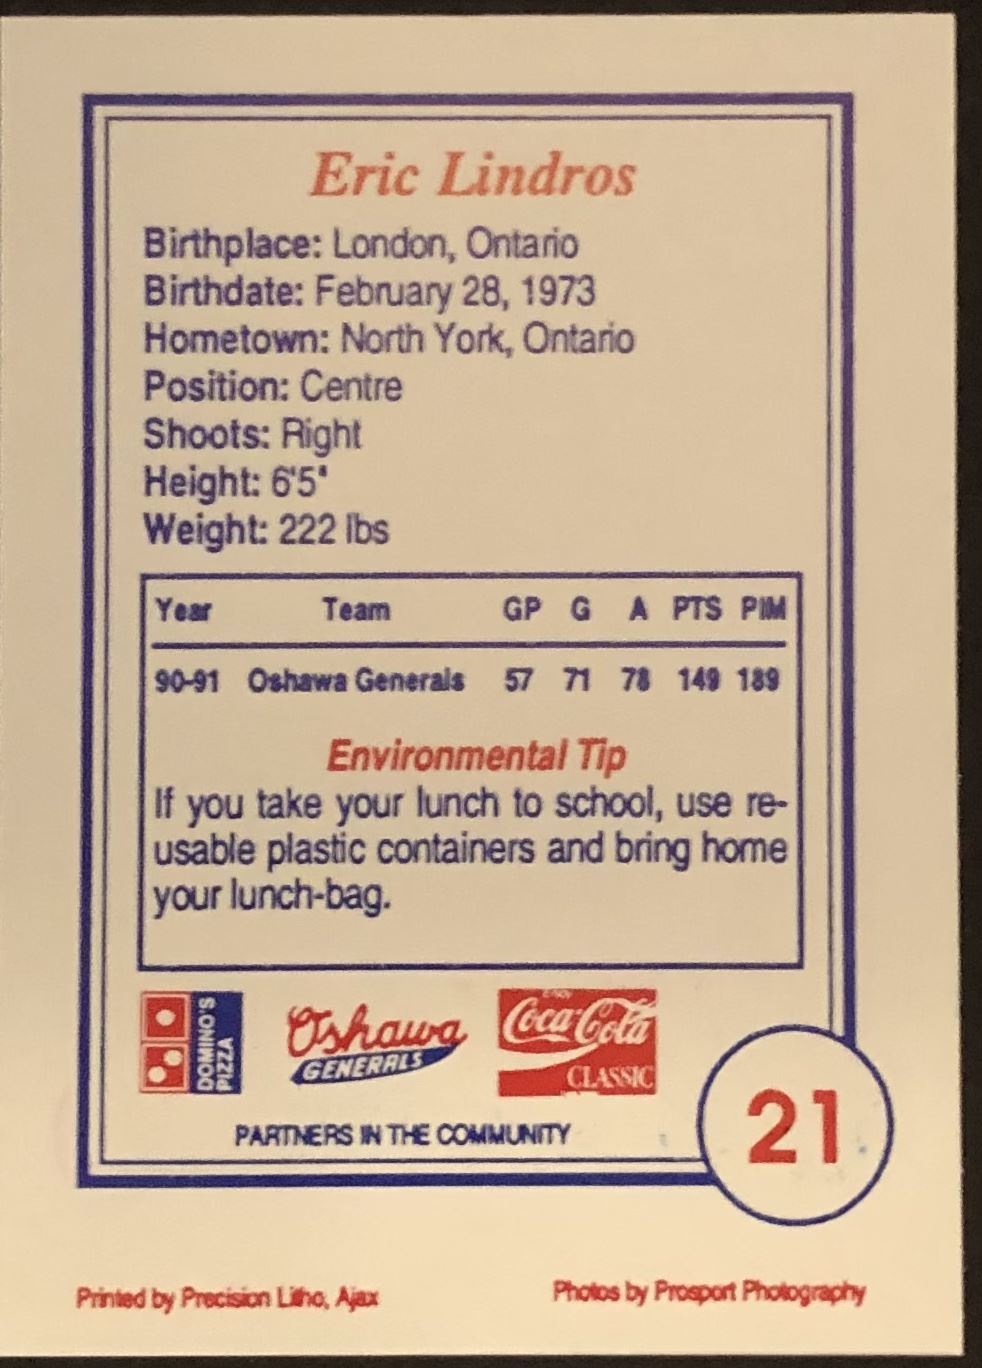 Eric Lindros
Birthplace: London, Ontario
Birthdate: February 28, 1973
Hometown: North York, Ontario
Position: Centre
Shoots: Right
Height: 6'5"
Weight: 222 lbs
Year Team GP G A PTS PIM
90-91 Oshawa Generals 57 71 78 149 189
Environmental Tip
If you take your lunch to school, use re-
usable plastic containers and bring home
your lunch-bag.
DOMINO'S
PIZZA
Oshawa
GENERALS
Enjoy
Coca-Cola
CLASSIC
PARTNERS IN THE COMMUNITY
21
Printed by Precision Litho, Ajax
Photos by Prosport Photography